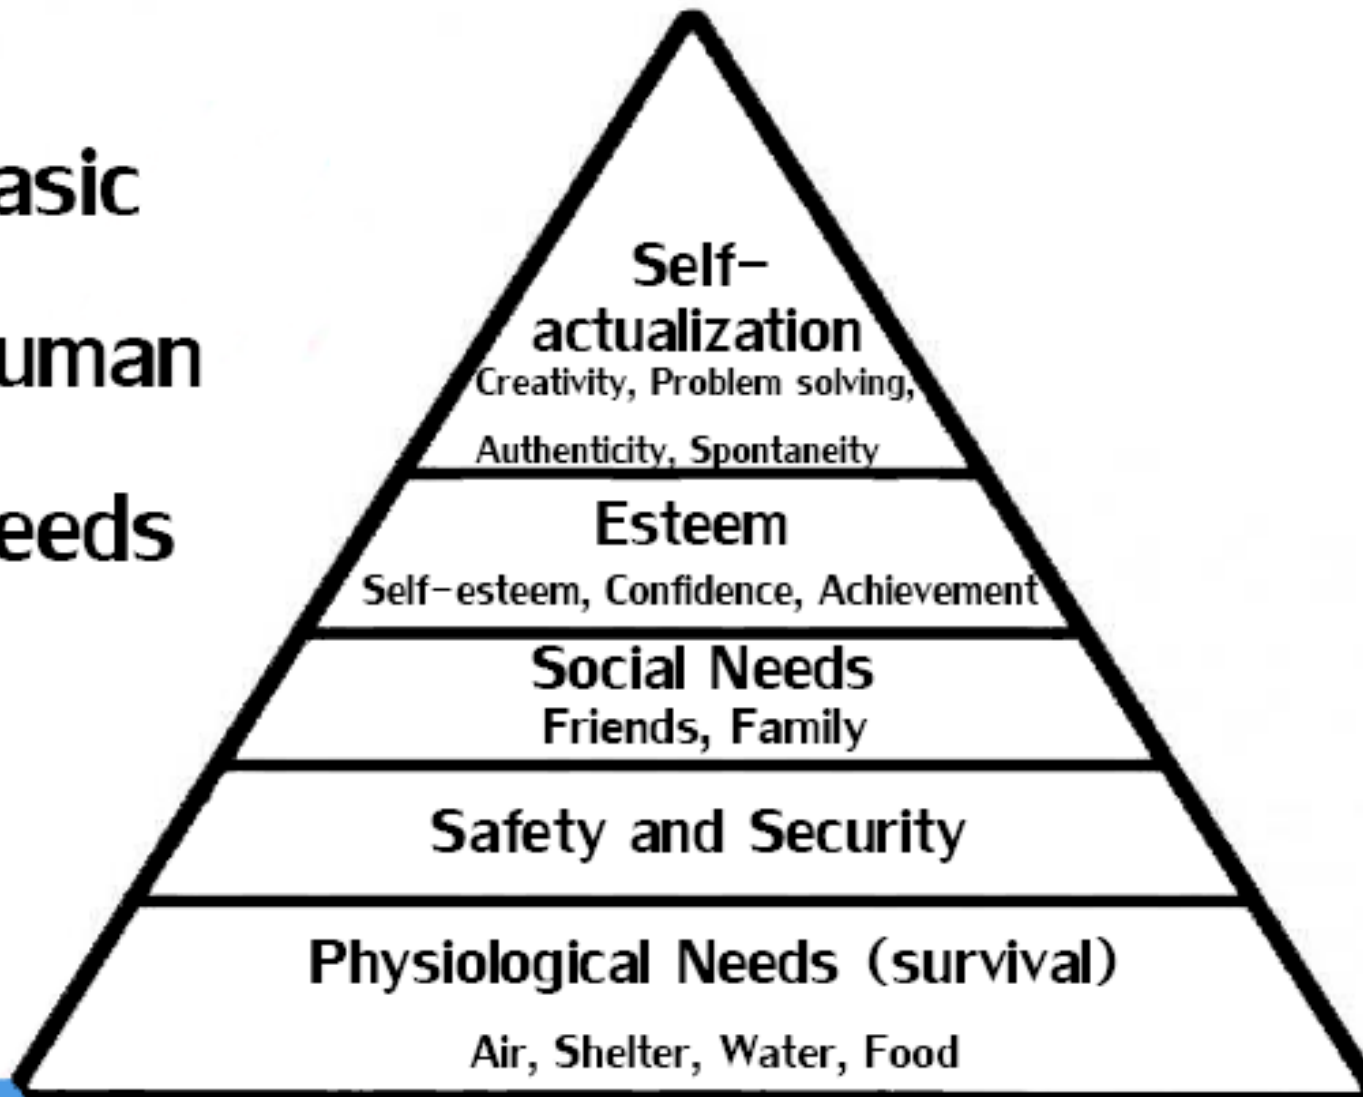 asic
uman
eeds
Self-
actualization
Creativity, Problem solving,
Authenticity, Spontaneity
Esteem
Self-esteem, Confidence, Achievement
Social Needs
Friends, Family
Safety and Security
Physiological Needs (survival)
Air, Shelter, Water, Food